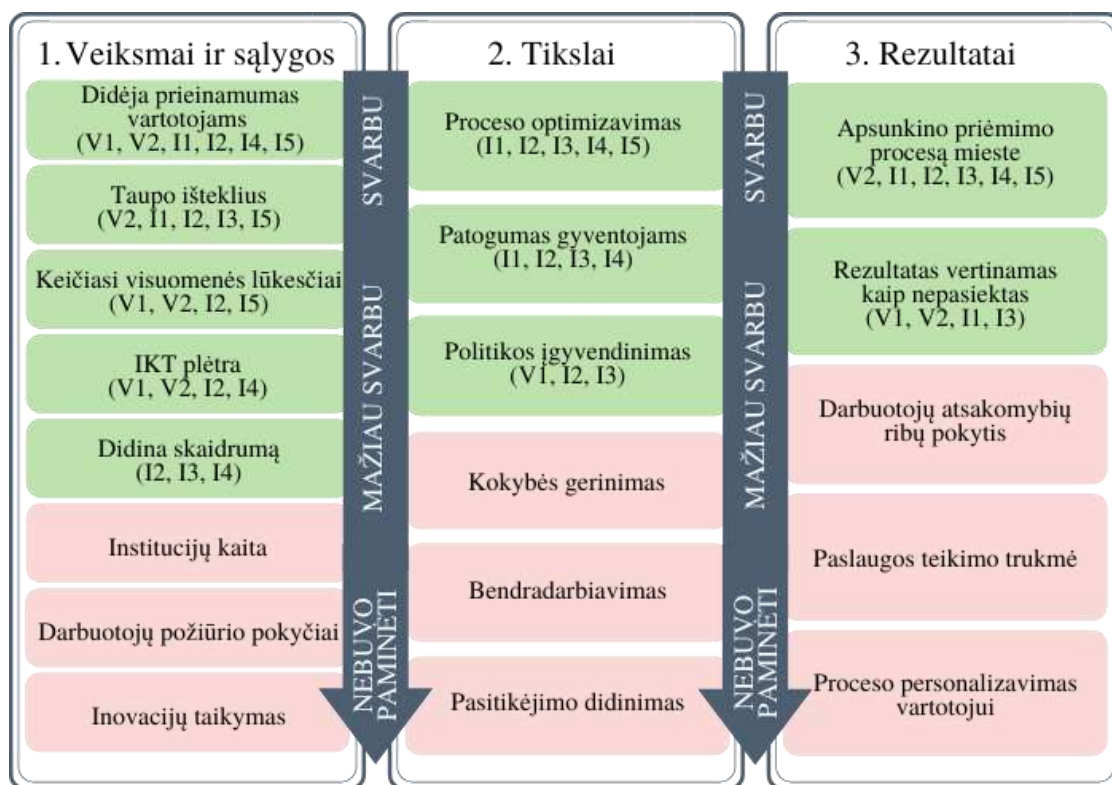 1. Veiksmai ir sąlygos
Didėja prieinamumas
vartotojams
(V1, V2, I1, I2, I4, I5)
Taupo išteklius
(V2, I1, I2, I3, I5)
Keičiasi visuomenės lūkesčiai
(V1, V2, I2, I5)
IKT plėtra
(V1, V2, I2, I4)
Didina skaidrumą
(I2, I3, I4)
Institucijų kaita
Darbuotojų požiūrio pokyčiai
Inovacijų taikymas
SVARBU
MAŽIAU SVARBU
NEBUVO
PAMINĖTI
2. Tikslai
Proceso optimizavimas
(I1, I2, I3, I4, I5)
Patogumas gyventojams
(I1, I2, I3, I4)
Politikos įgyvendinimas
(V1, I2, I3)
Kokybės gerinimas
Bendradarbiavimas
Pasitikėjimo didinimas
SVARBU
MAŽIAU SVARBU
NEBUVO
PAMINĖTI
3. Rezultatai
Apsunkino priėmimo
procesą mieste
(V2, I1, I2, I3, I4, I5)
Rezultatas vertinamas
kaip nepasiektas
(V1, V2, I1, I3)
Darbuotojų atsakomybių
ribų pokytis
Paslaugos teikimo trukmė
Proceso personalizavimas
vartotojui